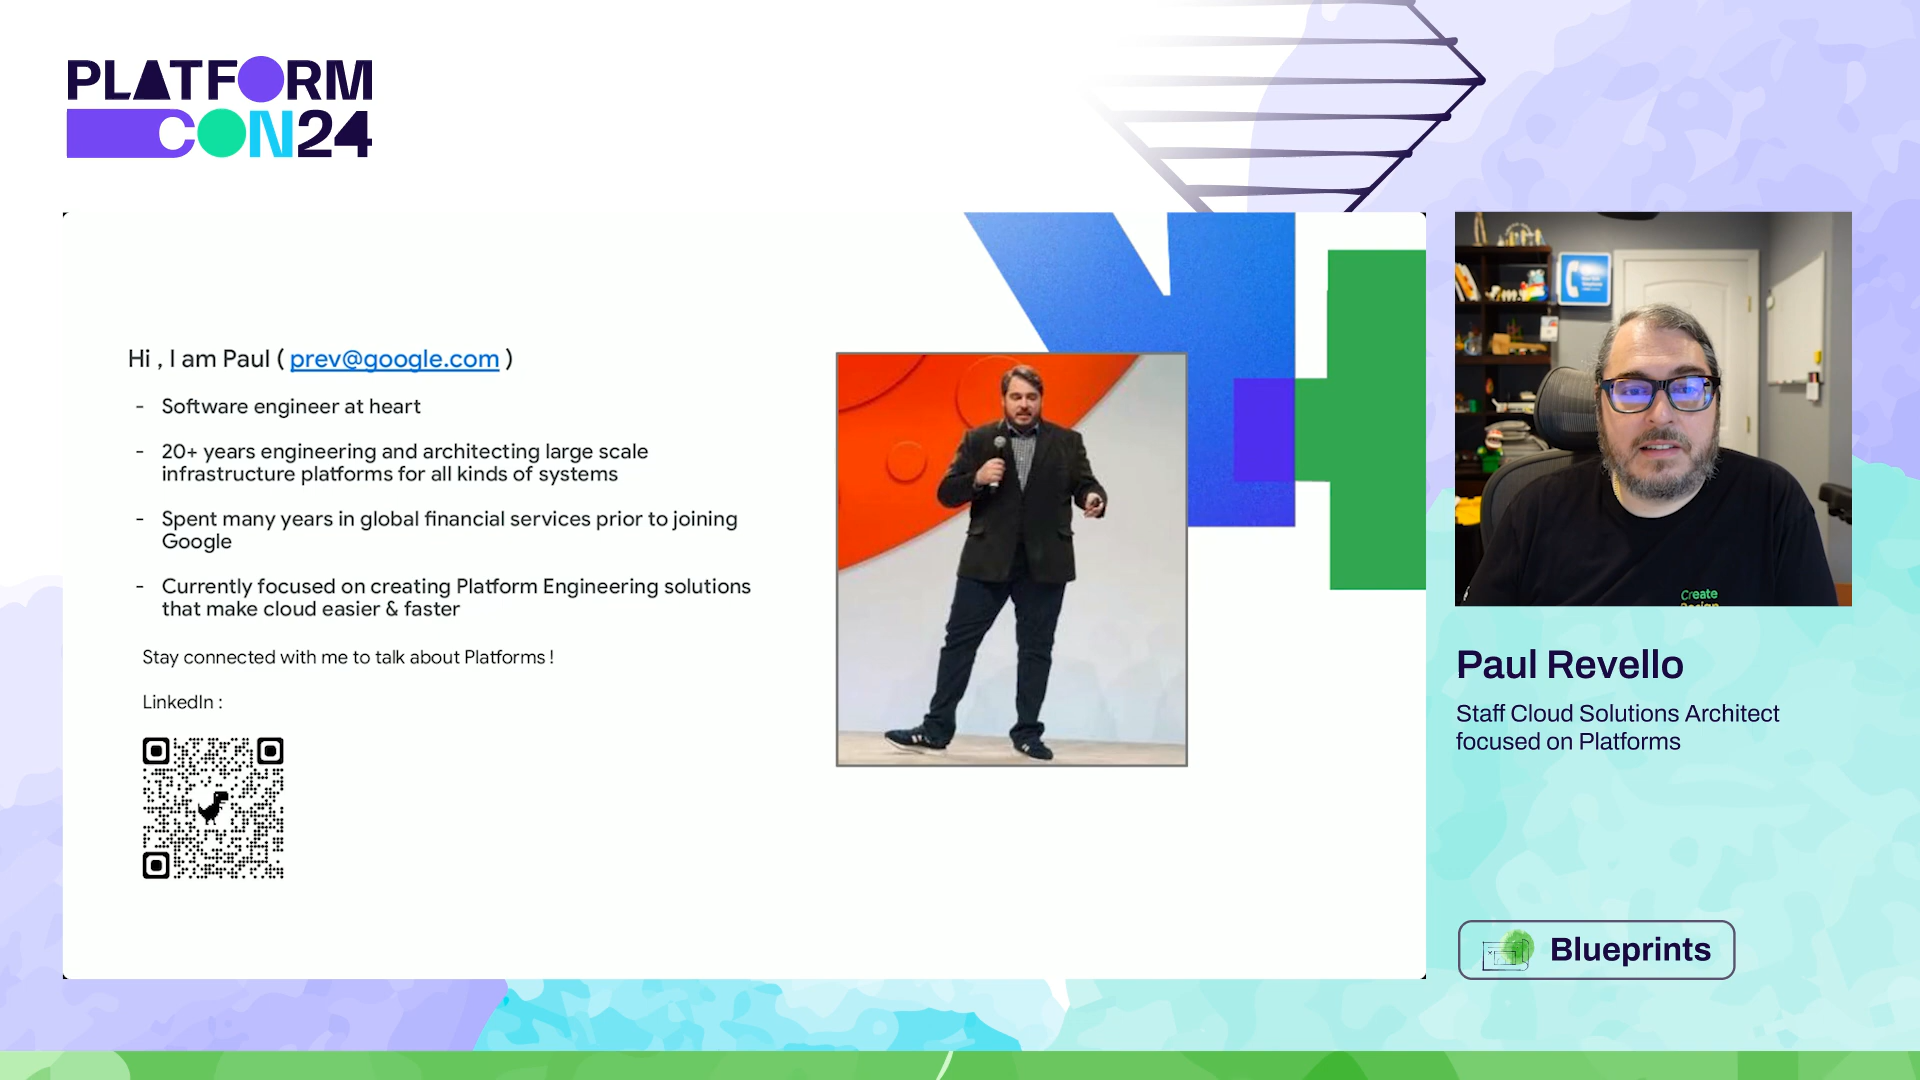 PLATFORM
CON24
Hi , I am Paul ( prev@google.com )
- Software engineer at heart
- 20+ years engineering and architecting large scale
infrastructure platforms for all kinds of systems
- Spent many years in global financial services prior to joining
Google
- Currently focused on creating Platform Engineering solutions
that make cloud easier & faster
Stay connected with me to talk about Platforms !
LinkedIn :
Create
Paul Revello
Staff Cloud Solutions Architect
focused on Platforms
Blueprints